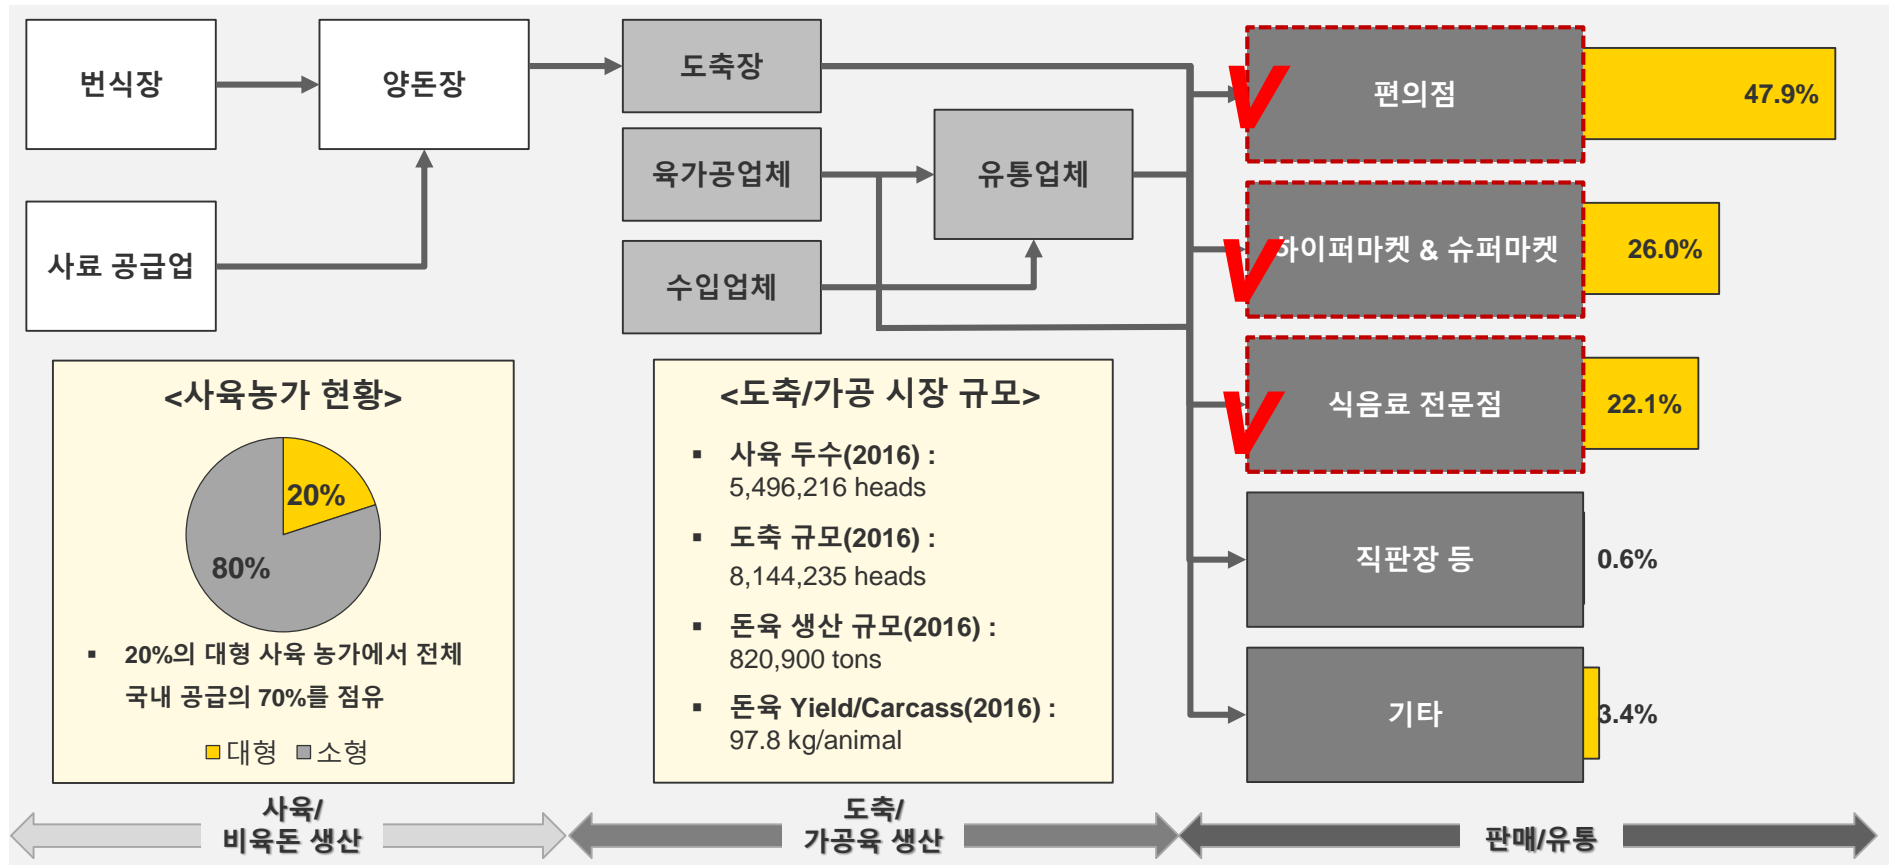 번식장
양돈장
사료 공급업
도축장
육가공업체
수입업체
유통업체
편의점
47.9%
하이퍼마켓 & 슈퍼마켓
26.0%
식음료 전문점
22.1%
직판장 등
0.6%
기타
3.4%
<사육농가 현황>
20%
80%
▪ 20%의 대형 사육 농가에서 전체
국내 공급의 70%를 점유
대형 소형
<도축/가공 시장 규모>
▪ 사육 두수(2016) :
5,496,216 heads
▪ 도축 규모(2016) :
8,144,235 heads
▪ 돈육 생산 규모(2016) :
820,900 tons
▪ 돈육 Yield/Carcass(2016) :
97.8 kg/animal
사육/
비육돈 생산
도축/
가공육 생산
판매/유통